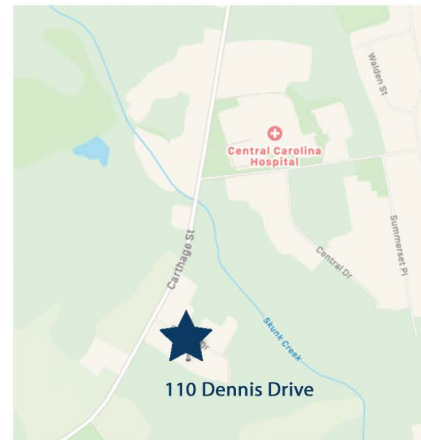 Walden St
Central Carolina
Hospital
Carthage St
Central Dr
Summerset Pl
Skunk Creek
110 Dennis Drive